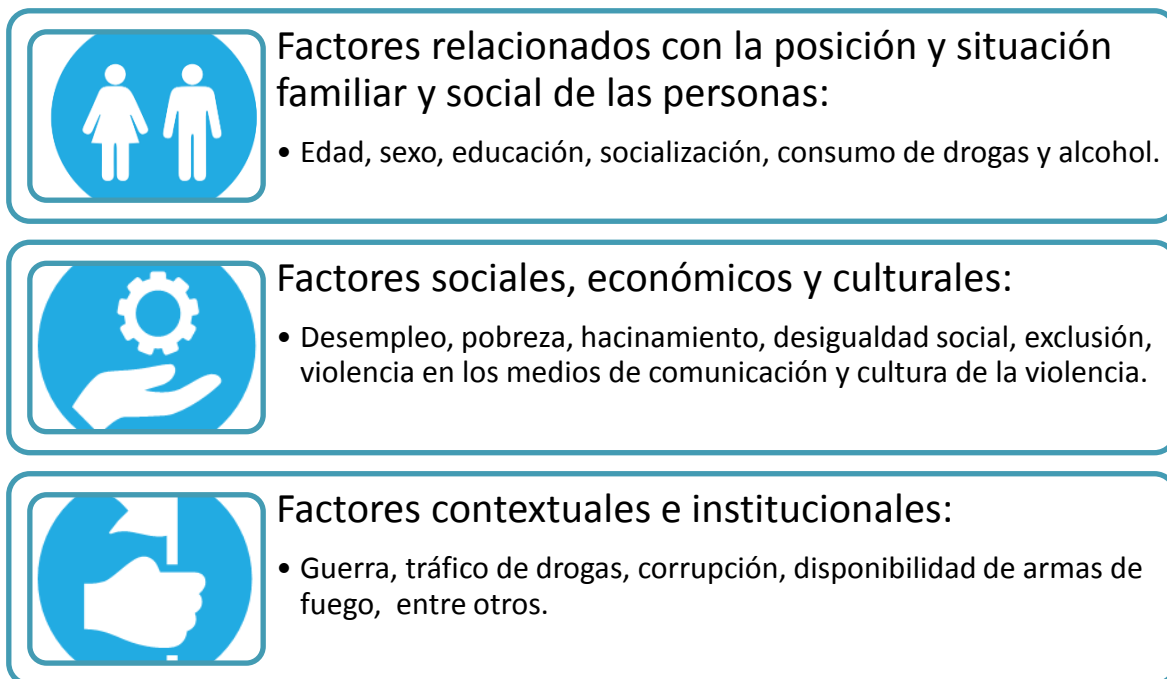 Factores relacionados con la posición y situación
familiar y social de las personas:
• Edad, sexo, educación, socialización, consumo de drogas y alcohol.
Factores sociales, económicos y culturales:
• Desempleo, pobreza, hacinamiento, desigualdad social, exclusión,
violencia en los medios de comunicación y cultura de la violencia.
Factores contextuales e institucionales:
• Guerra, tráfico de drogas, corrupción, disponibilidad de armas de
fuego,  entre otros.